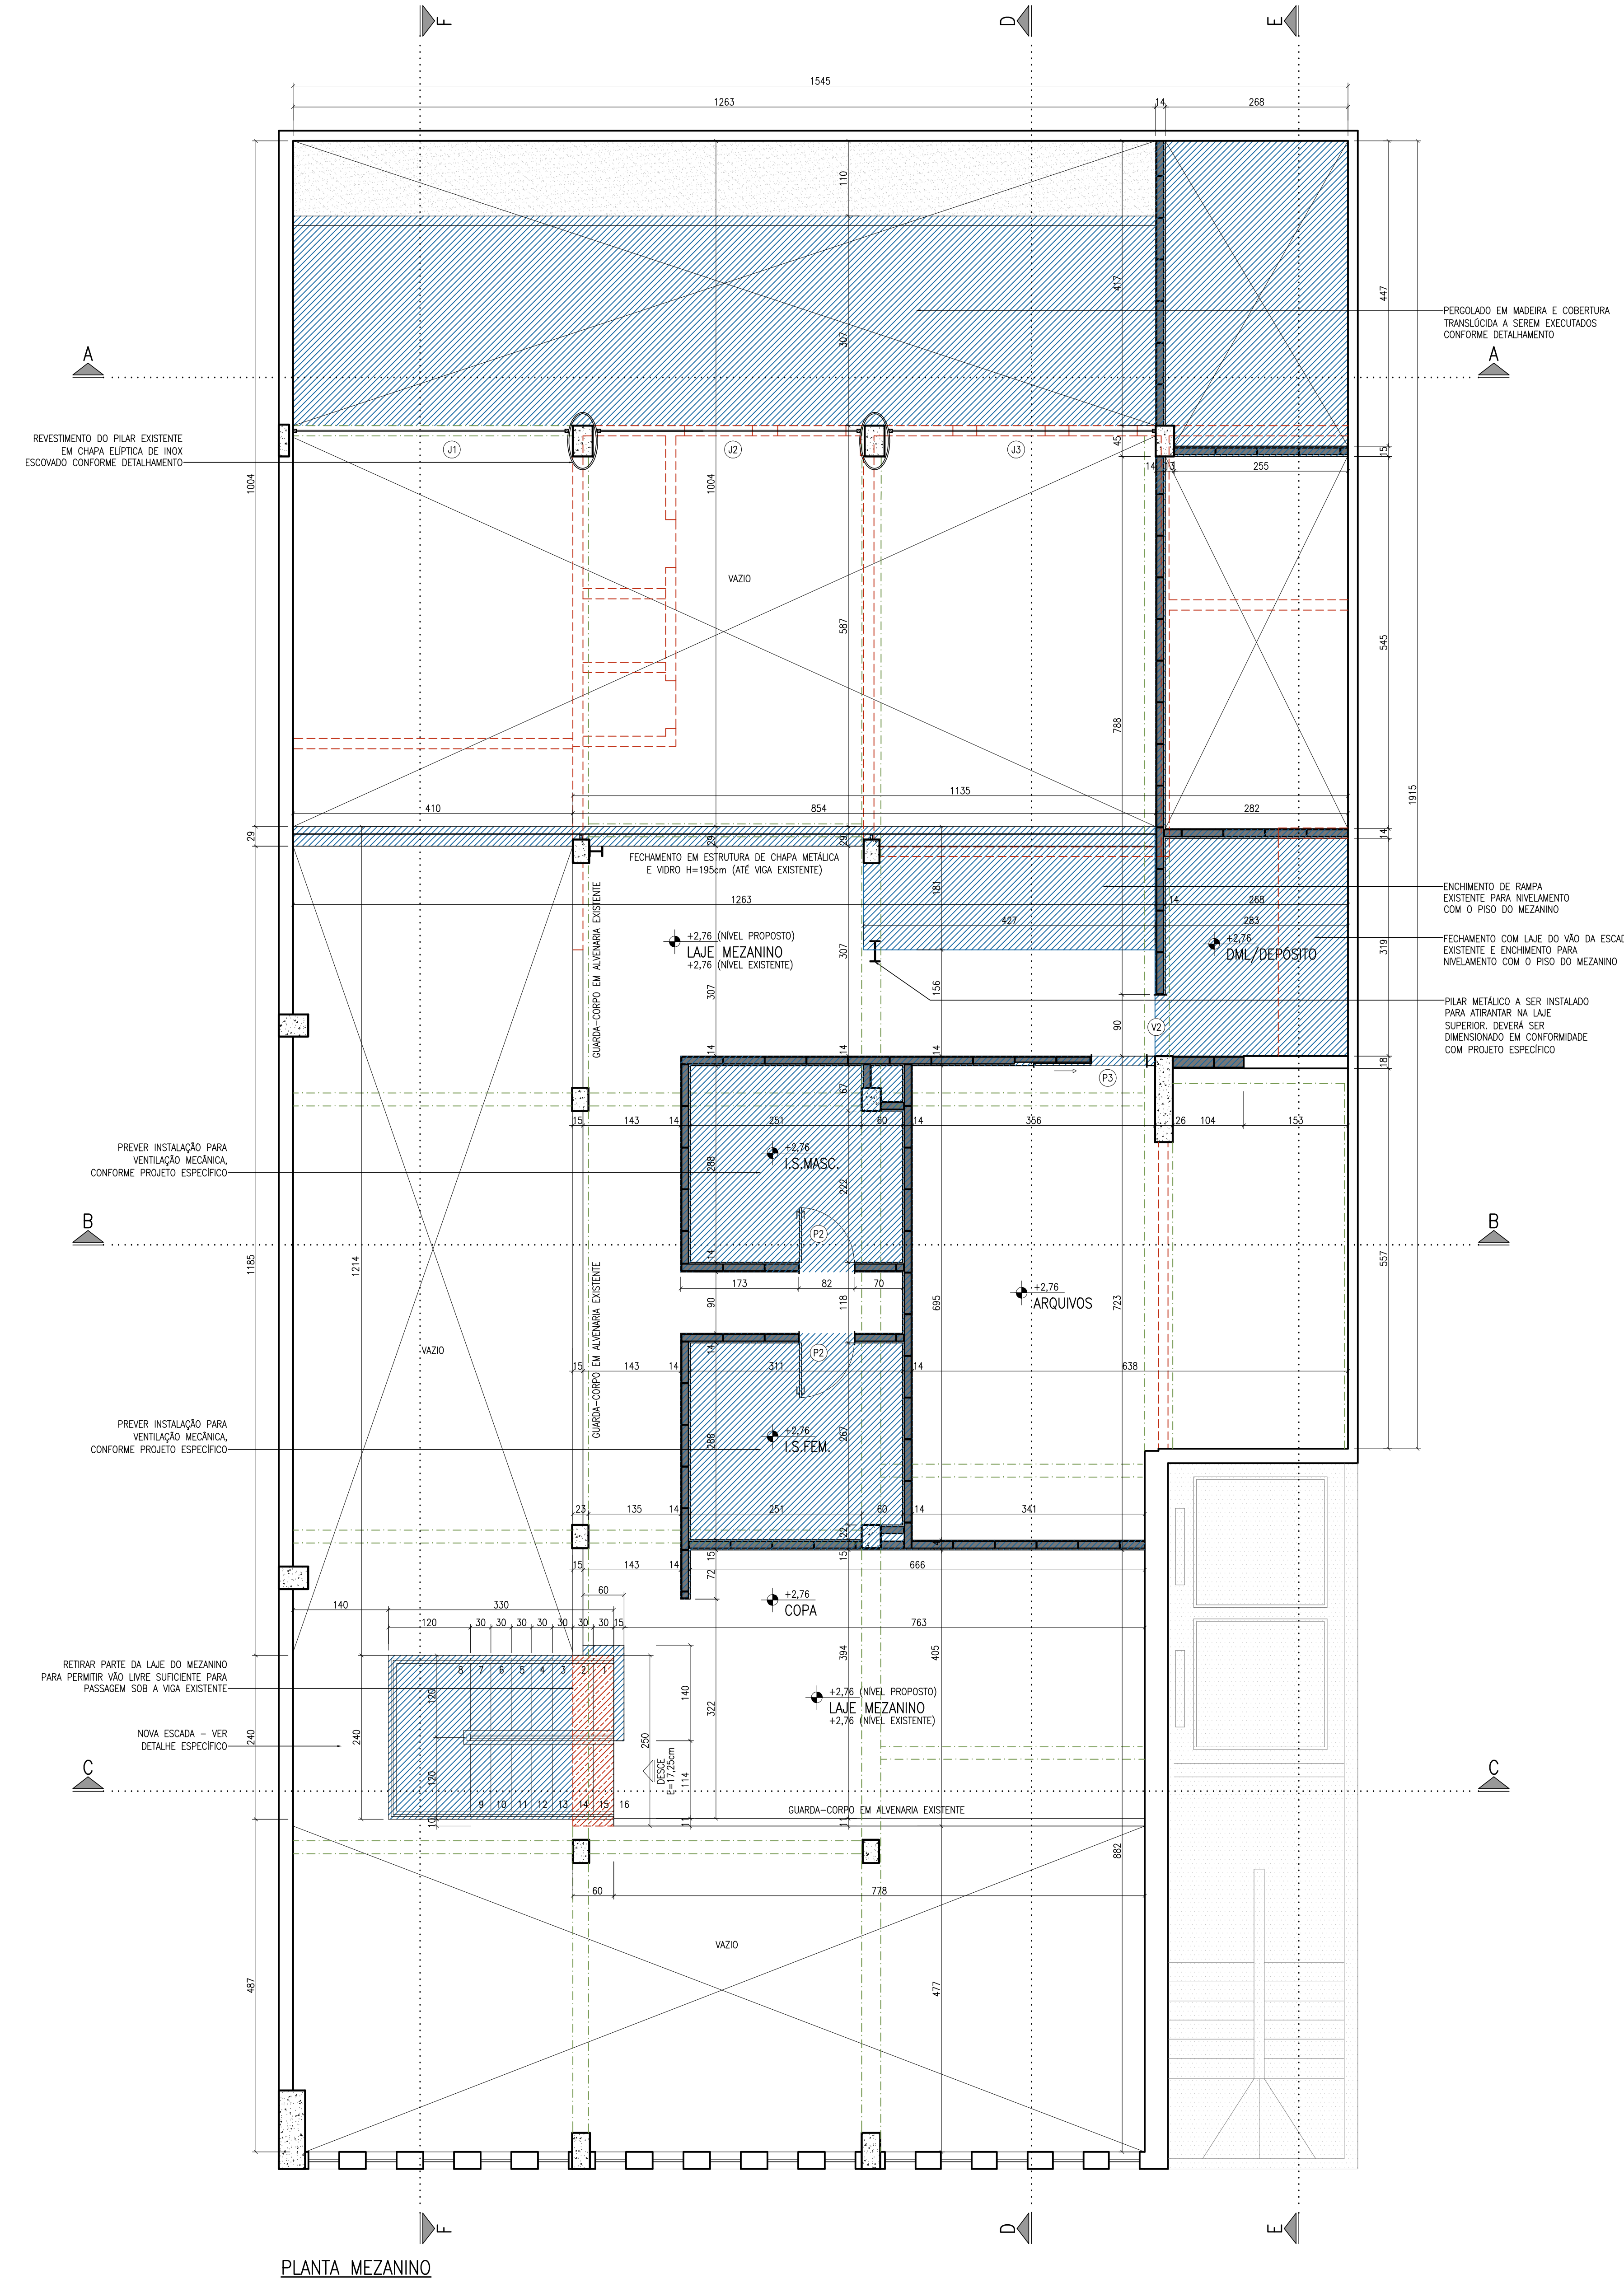 F
D
E
1545
1263
14
268
110
417
447
307
PERGOLADO EM MADEIRA E COBERTURA
TRANSLÚCIDA A SEREM EXECUTADOS
CONFORME DETALHAMENTO
A
A
REVESTIMENTO DO PILAR EXISTENTE
EM CHAPA ELÍPTICA DE INOX
ESCOVADO CONFORME DETALHAMENTO
J1
J2
J3
45
15
14
13
255
1004
1004
VAZIO
587
545
788
1135
1915
410
854
282
29
29
29
14
FECHAMENTO EM ESTRUTURA DE CHAPA METÁLICA
E VIDRO H=195cm (ATÉ VIGA EXISTENTE)
GUARDA-CORPO EM ALVENARIA EXISTENTE
181
ENCHIMENTO DE RAMPA
EXISTENTE PARA NIVELAMENTO
COM O PISO DO MEZANINO
1263
14
268
427
283
+2,76 (NÍVEL PROPOSTO)
LAJE MEZANINO
+2,76 (NÍVEL EXISTENTE)
307
307
+2,76
DML/DEPÓSITO
319
FECHAMENTO COM LAJE DO VÃO DA ESCAD
EXISTENTE E ENCHIMENTO PARA
NIVELAMENTO COM O PISO DO MEZANINO
156
PILAR METÁLICO A SER INSTALADO
PARA ATIRANTAR NA LAJE
SUPERIOR. DEVERÁ SER
DIMENSIONADO EM CONFORMIDADE
COM PROJETO ESPECÍFICO
90
V2
14
14
14
18
P3
67
15
143
14
251
60
14
356
26
104
153
PREVER INSTALAÇÃO PARA
VENTILAÇÃO MECÂNICA,
CONFORME PROJETO ESPECÍFICO
+2,76
I.S.MASC.
288
222
B
P2
B
14
1185
1214
557
173
82
70
90
118
695
723
+2,76
ARQUIVOS
GUARDA-CORPO EM ALVENARIA EXISTENTE
VAZIO
14
P2
15
143
14
311
14
638
PREVER INSTALAÇÃO PARA
VENTILAÇÃO MECÂNICA,
CONFORME PROJETO ESPECÍFICO
+2,76
I.S.FEM.
288
267
23
135
14
251
60
14
341
22
15
15
15
143
14
666
72
60
+2,76
COPA
140
330
120
30
30
30
30
30
30
30
15
763
394
405
RETIRAR PARTE DA LAJE DO MEZANINO
PARA PERMITIR VÃO LIVRE SUFICIENTE PARA
PASSAGEM SOB A VIGA EXISTENTE
8
7
6
5
4
3
2
1
120
140
322
+2,76 (NÍVEL PROPOSTO)
LAJE MEZANINO
+2,76 (NÍVEL EXISTENTE)
NOVA ESCADA - VER
DETALHE ESPECÍFICO
240
240
250
DESCE
E=17,25cm
114
C
C
120
9
10
11
12
13
14
15
16
10
11
11
GUARDA-CORPO EM ALVENARIA EXISTENTE
882
60
778
VAZIO
487
477
F
D
E
PLANTA MEZANINO